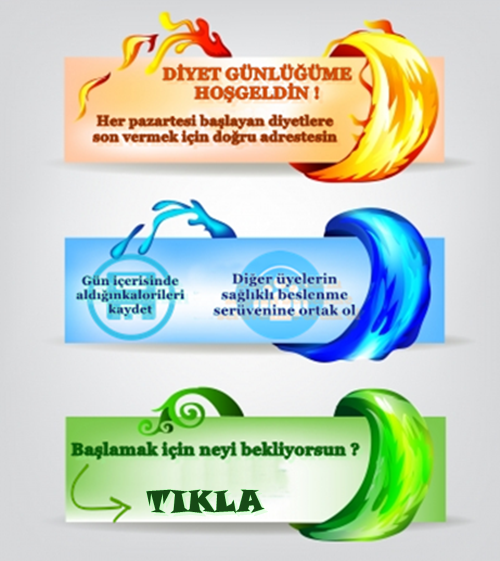 DİYET GÜNLÜĞÜME
HOŞGELDİN !
Her pazartesi başlayan diyetlere
son vermek için doğru adrestesin
Gün içerisinde
aldığınkalorileri
kaydet
Diğer üyelerin
sağlıklı beslenme
serüvenine ortak ol
Başlamak için neyi bekliyorsun ?
TIKLA